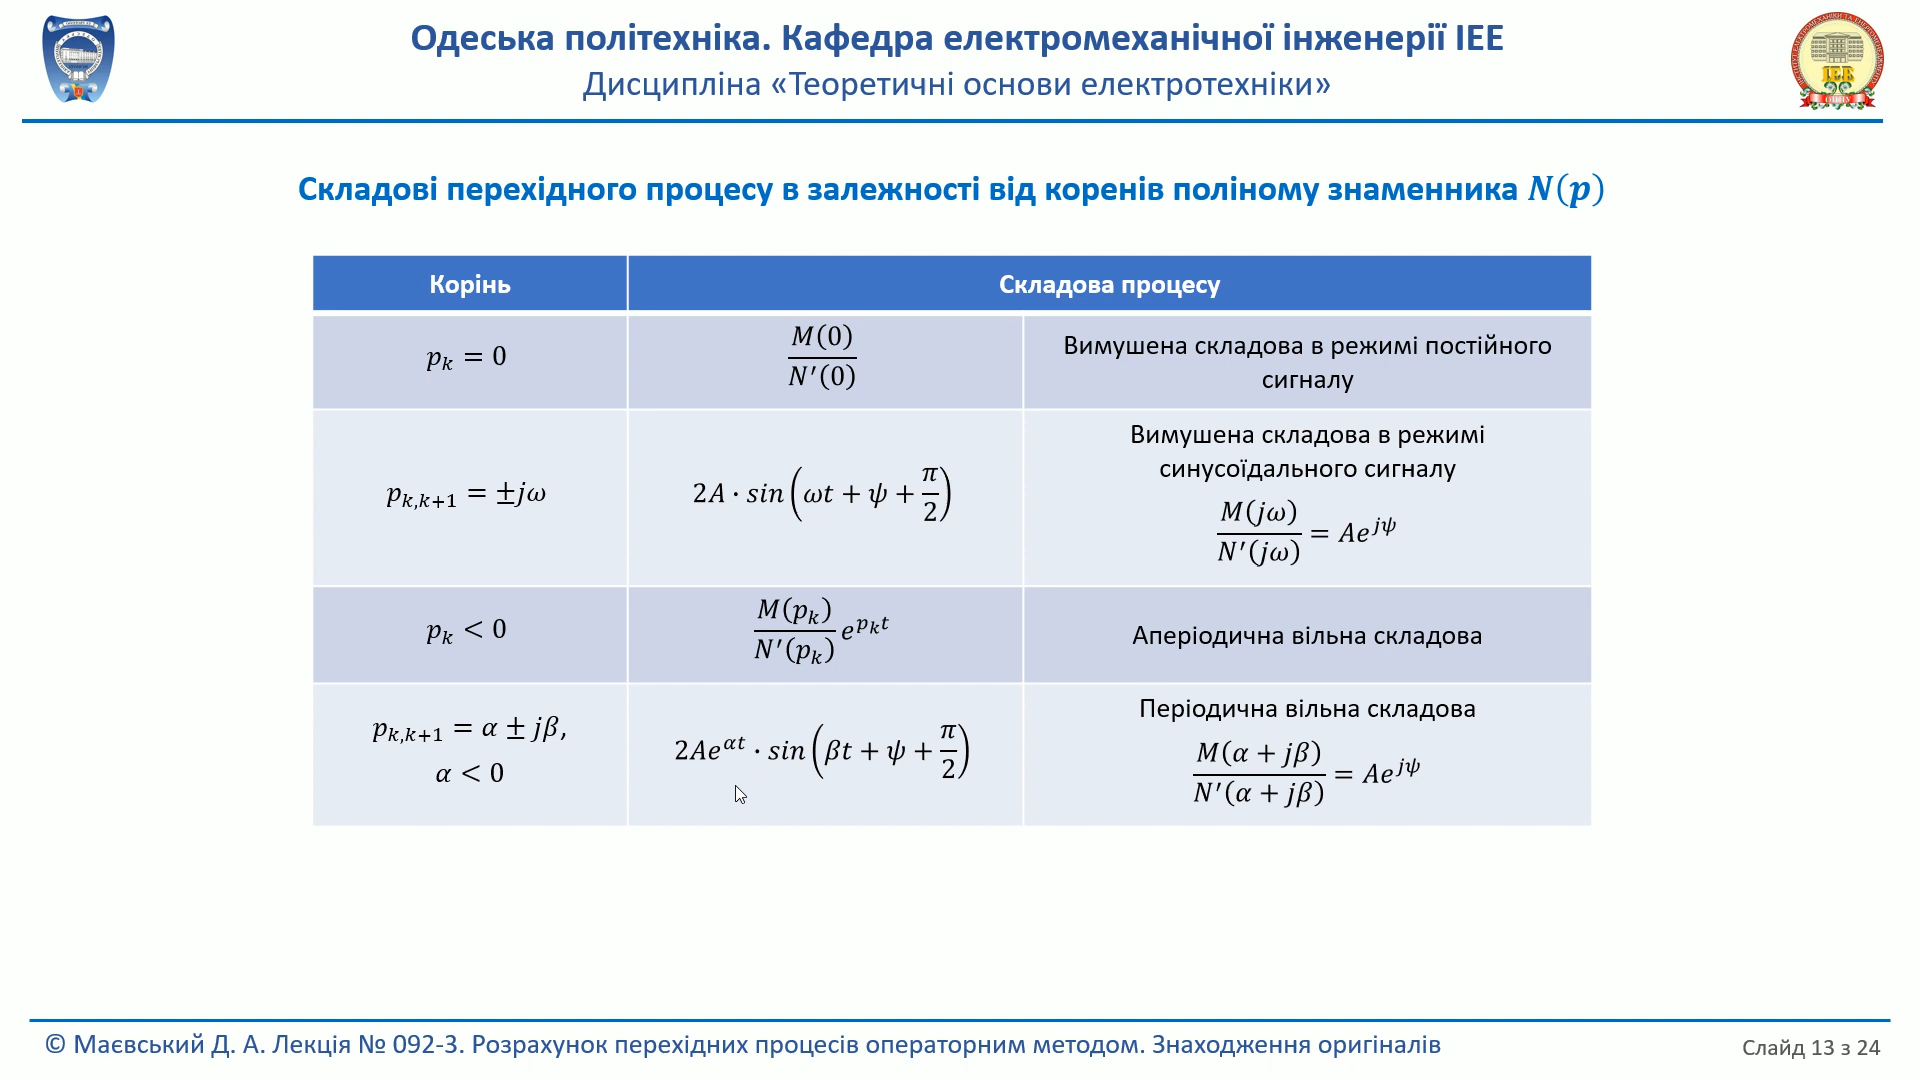 Одеська політехніка. Кафедра електромеханічної інженерії ІЕЕ
Дисципліна «Теоретичні основи електротехніки»
ІЕЕ
Складові перехідного процесу в залежності від коренів поліному знаменника N(p)
Корінь
Складова процесу
p_k = 0
M(0)/N′(0)
Вимушена складова в режимі постійного
сигналу
p_{k,k+1} = ±jω
2A · sin(ωt + ψ + π/2)
Вимушена складова в режимі
синусоїдального сигналу
M(jω)/N′(jω) = Ae^{jψ}
p_k < 0
M(p_k)/N′(p_k) e^{p_k t}
Аперіодична вільна складова
p_{k,k+1} = α ± jβ,
α < 0
2Ae^{αt} · sin(βt + ψ + π/2)
Періодична вільна складова
M(α + jβ)/N′(α + jβ) = Ae^{jψ}
© Маєвський Д. А. Лекція № 092-3. Розрахунок перехідних процесів операторним методом. Знаходження оригіналів
Слайд 13 з 24